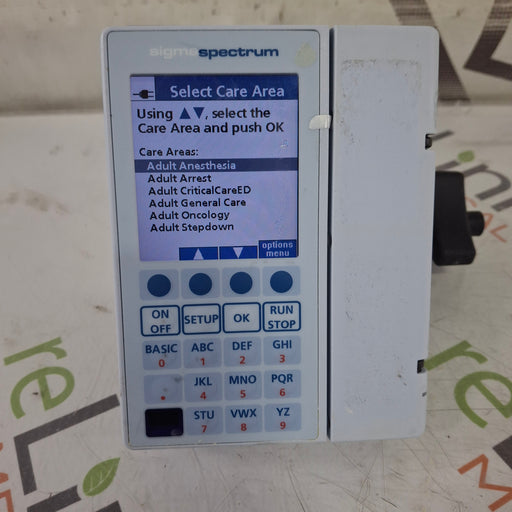 sigmaspectrum
Select Care Area
Using ▲▼, select the
Care Area and push OK
Care Areas:
Adult Anesthesia
Adult Arrest
Adult CriticalCareED
Adult General Care
Adult Oncology
Adult Stepdown
options
menu
ON
OFF
SETUP
OK
RUN
STOP
BASIC
0
ABC
1
DEF
2
GHI
3
.
JKL
4
MNO
5
PQR
6
STU
7
VWX
8
YZ
9